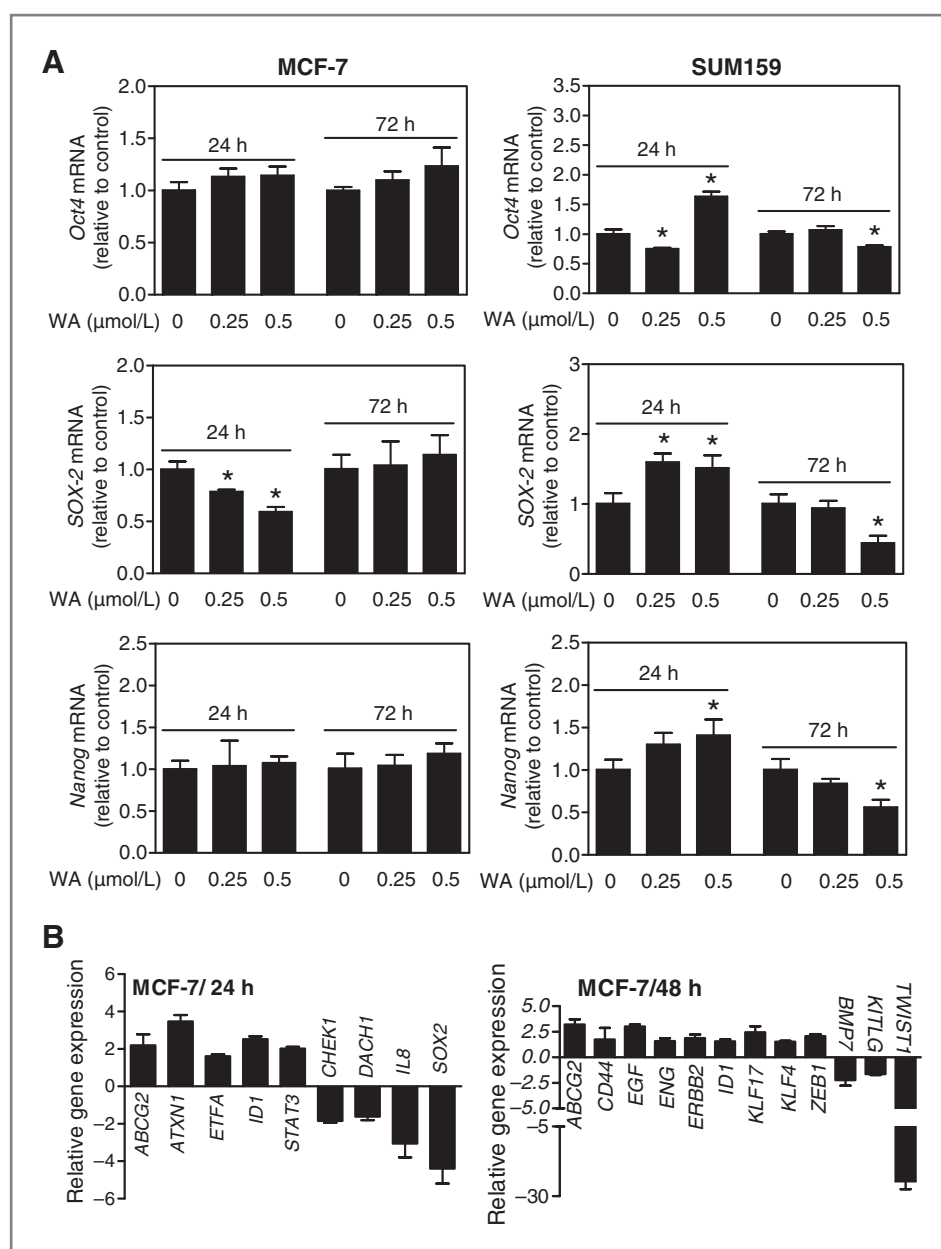 A
MCF-7
SUM159
Oct4 mRNA
(relative to control)
2.0
1.5
1.0
0.5
0.0
24 h
72 h
WA (μmol/L) 0 0.25 0.5 0 0.25 0.5
Oct4 mRNA
(relative to control)
3.5
3.0
2.5
2.0
1.5
1.0
0.5
0.0
24 h
72 h
* * *
WA (μmol/L) 0 0.25 0.5 0 0.25 0.5
SOX-2 mRNA
(relative to control)
2.0
1.5
1.0
0.5
0.0
24 h
72 h
* *
WA (μmol/L) 0 0.25 0.5 0 0.25 0.5
SOX-2 mRNA
(relative to control)
3
2
1
0
24 h
72 h
* * *
WA (μmol/L) 0 0.25 0.5 0 0.25 0.5
Nanog mRNA
(relative to control)
2.5
2.0
1.5
1.0
0.5
0.0
24 h
72 h
WA (μmol/L) 0 0.25 0.5 0 0.25 0.5
Nanog mRNA
(relative to control)
2.5
2.0
1.5
1.0
0.5
0.0
24 h
72 h
* *
WA (μmol/L) 0 0.25 0.5 0 0.25 0.5
B
MCF-7/ 24 h
Relative gene expression
6
4
2
0
−2
−4
−6
ABCG2
ATXN1
ETFA
ID1
STAT3
CHEK1
DACH1
IL8
SOX2
MCF-7/48 h
Relative gene expression
5.0
2.5
0.0
−2.5
−5.0
−5
−30
ABCG2
CD44
EGF
ENG
ERBB2
ID1
KLF17
KLF4
ZEB1
BMP7
KITLG
TWIST1